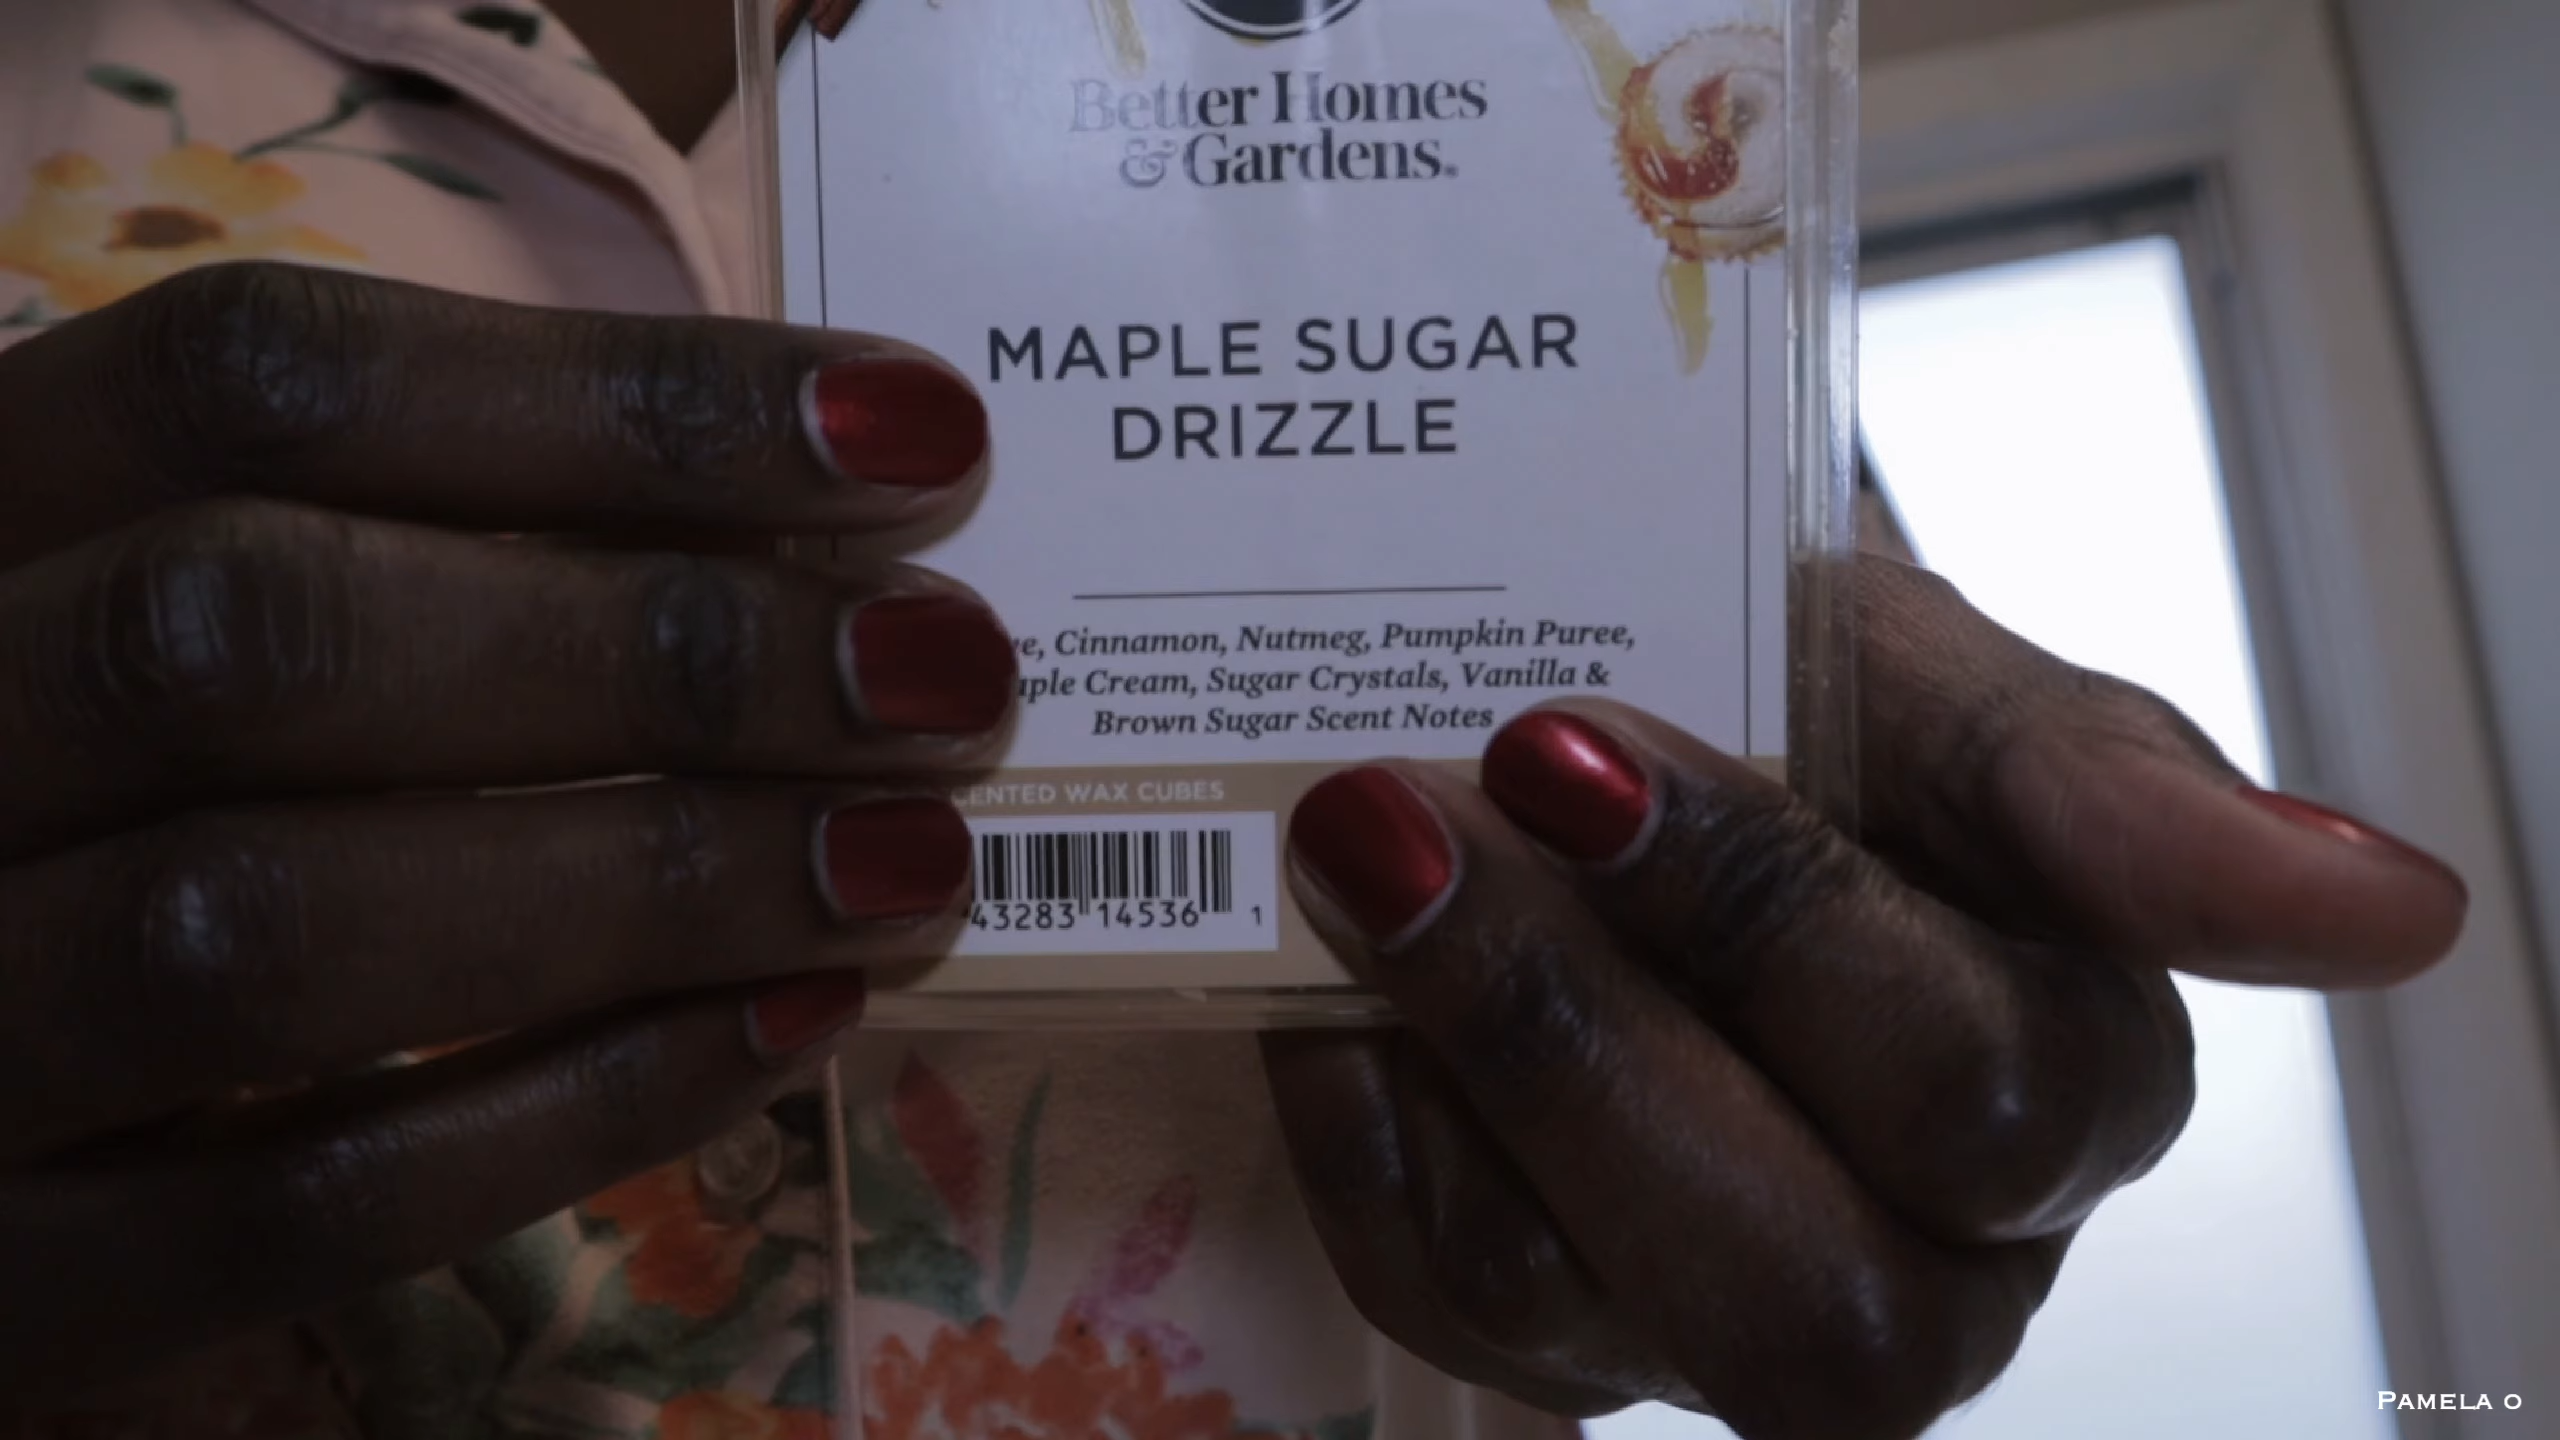 Better Homes
& Gardens.
MAPLE SUGAR
DRIZZLE
Cinnamon, Nutmeg, Pumpkin Puree,
Cream, Sugar Crystals, Vanilla &
Brown Sugar Scent Notes
WAX CUBES
43283 14536 1
PAMELA O